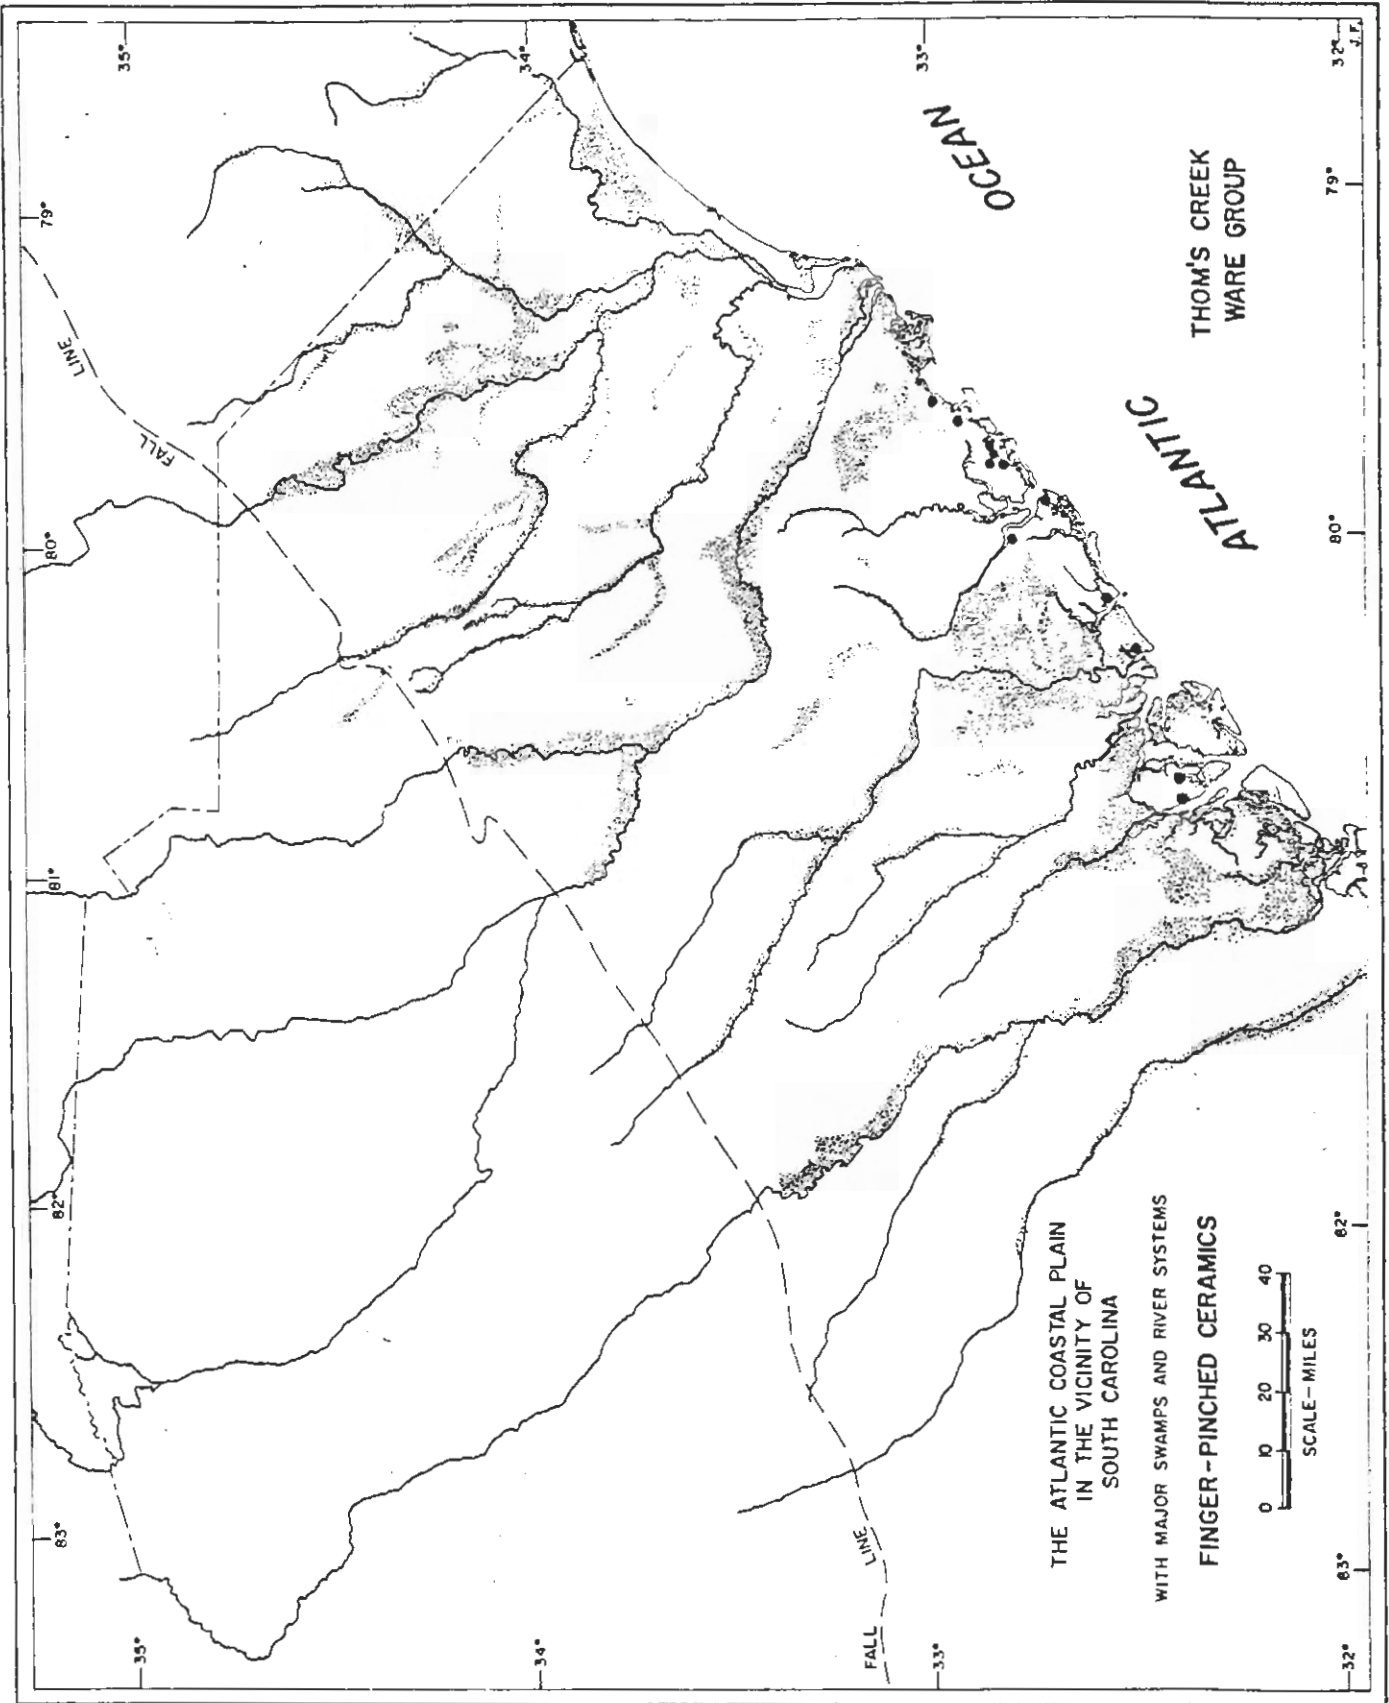 THE ATLANTIC COASTAL PLAIN
IN THE VICINITY OF
SOUTH CAROLINA
WITH MAJOR SWAMPS AND RIVER SYSTEMS
FINGER-PINCHED CERAMICS
0 10 20 30 40
SCALE-MILES
THOM'S CREEK
WARE GROUP
ATLANTIC
OCEAN
FALL
LINE
FALL
LINE
83°
82°
81°
80°
79°
35°
34°
33°
32°
35°
34°
33°
32°
83°
82°
80°
79°
J.F.